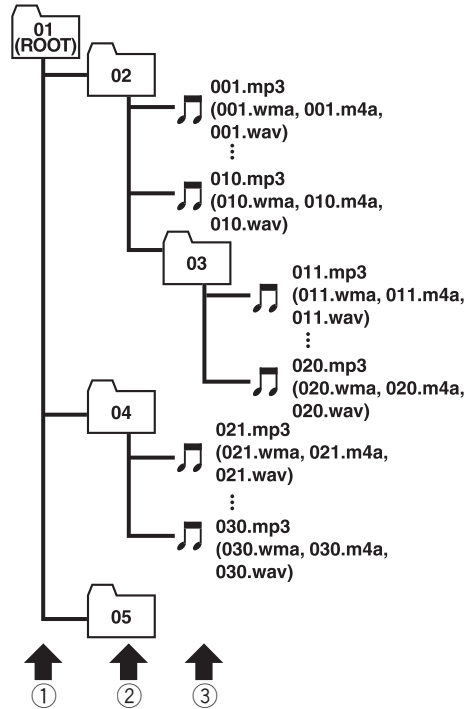 01
(ROOT)
02
001.mp3
(001.wma, 001.m4a,
001.wav)
010.mp3
(010.wma, 010.m4a,
010.wav)
03
011.mp3
(011.wma, 011.m4a,
011.wav)
020.mp3
(020.wma, 020.m4a,
020.wav)
04
021.mp3
(021.wma, 021.m4a,
021.wav)
030.mp3
(030.wma, 030.m4a,
030.wav)
05
① ② ③